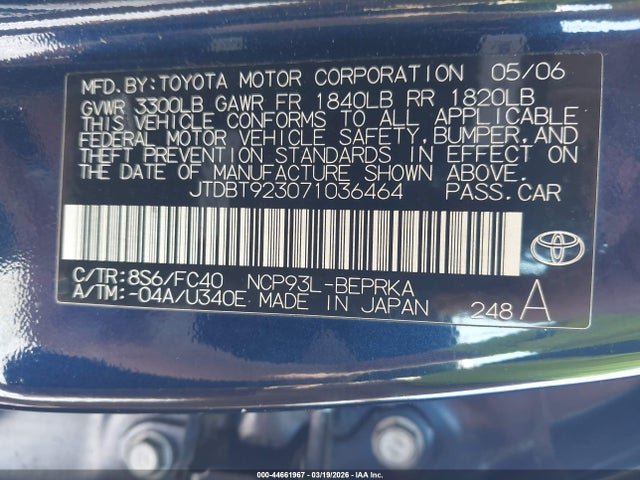 MFD. BY: TOYOTA MOTOR CORPORATION 05/06
GVWR 3300LB GAWR FR 1840LB RR 1820LB
THIS VEHICLE CONFORMS TO ALL APPLICABLE
FEDERAL MOTOR VEHICLE SAFETY, BUMPER, AND
THEFT PREVENTION STANDARDS IN EFFECT ON
THE DATE OF MANUFACTURE SHOWN ABOVE.
JTDBT923071036464 PASS. CAR
C/TR: 8S6/FC40 NCP93L-BEPRKA
A/TM: -04A/U340E MADE IN JAPAN 248 A
000-44661967 - 03/19/2026 - IAA Inc.